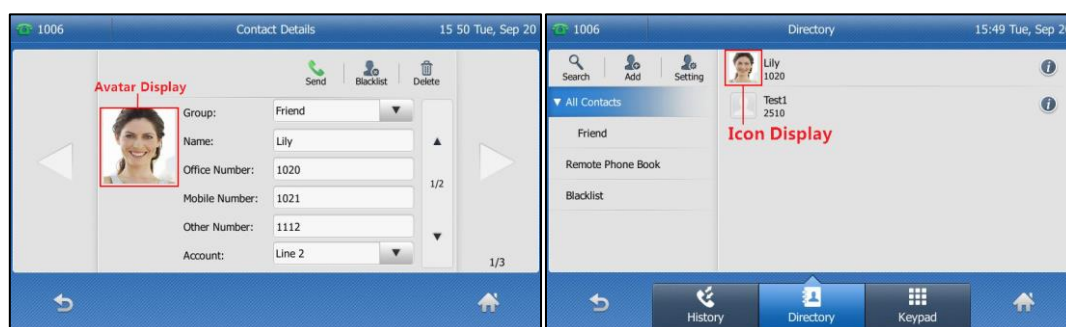 1006 Contact Details 15 50 Tue, Sep 20
Send Blacklist Delete
Avatar Display
Group: Friend
Name: Lily
Office Number: 1020
1/2
Mobile Number: 1021
Other Number: 1112
Account: Line 2
1/3
1006 Directory 15:49 Tue, Sep 20
Search Add Setting
Lily
1020
All Contacts
Test1
2510
Friend
Icon Display
Remote Phone Book
Blacklist
History Directory Keypad